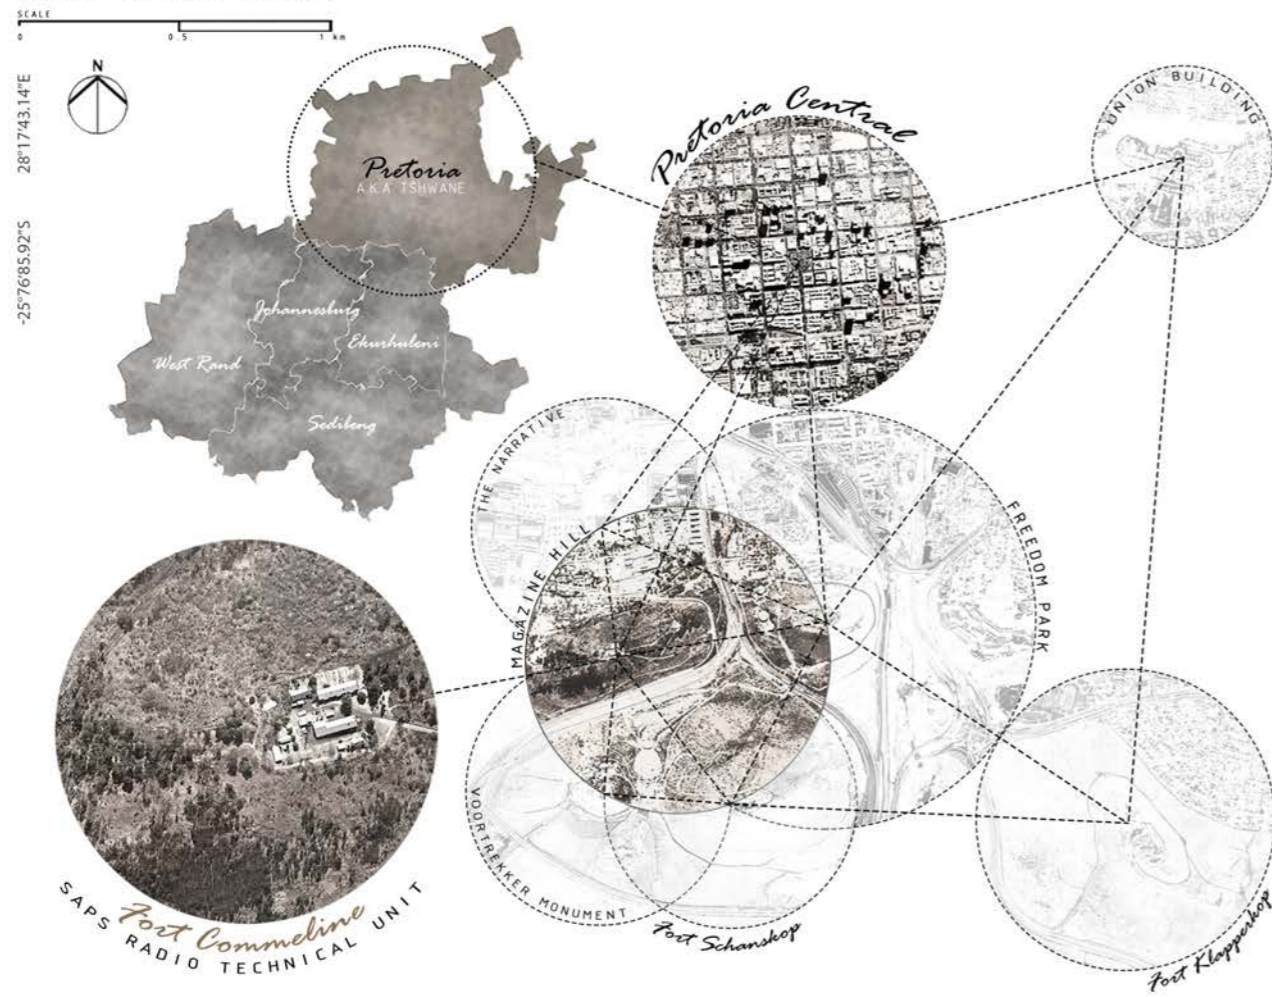 SCALE
0 0.5 1 km
N
28°17'43.14"E
-25°76'85.92"S
Pretoria
A.K.A TSHWANE
Johannesburg
Ekurhuleni
West Rand
Sedibeng
Pretoria Central
UNION BUILDING
THE NARRATIVE
MAGAZINE HILL
FREEDOM PARK
VOORTREKKER MONUMENT
Fort Schanskop
Fort Klapperkop
Fort Commeline
SAPS RADIO TECHNICAL UNIT